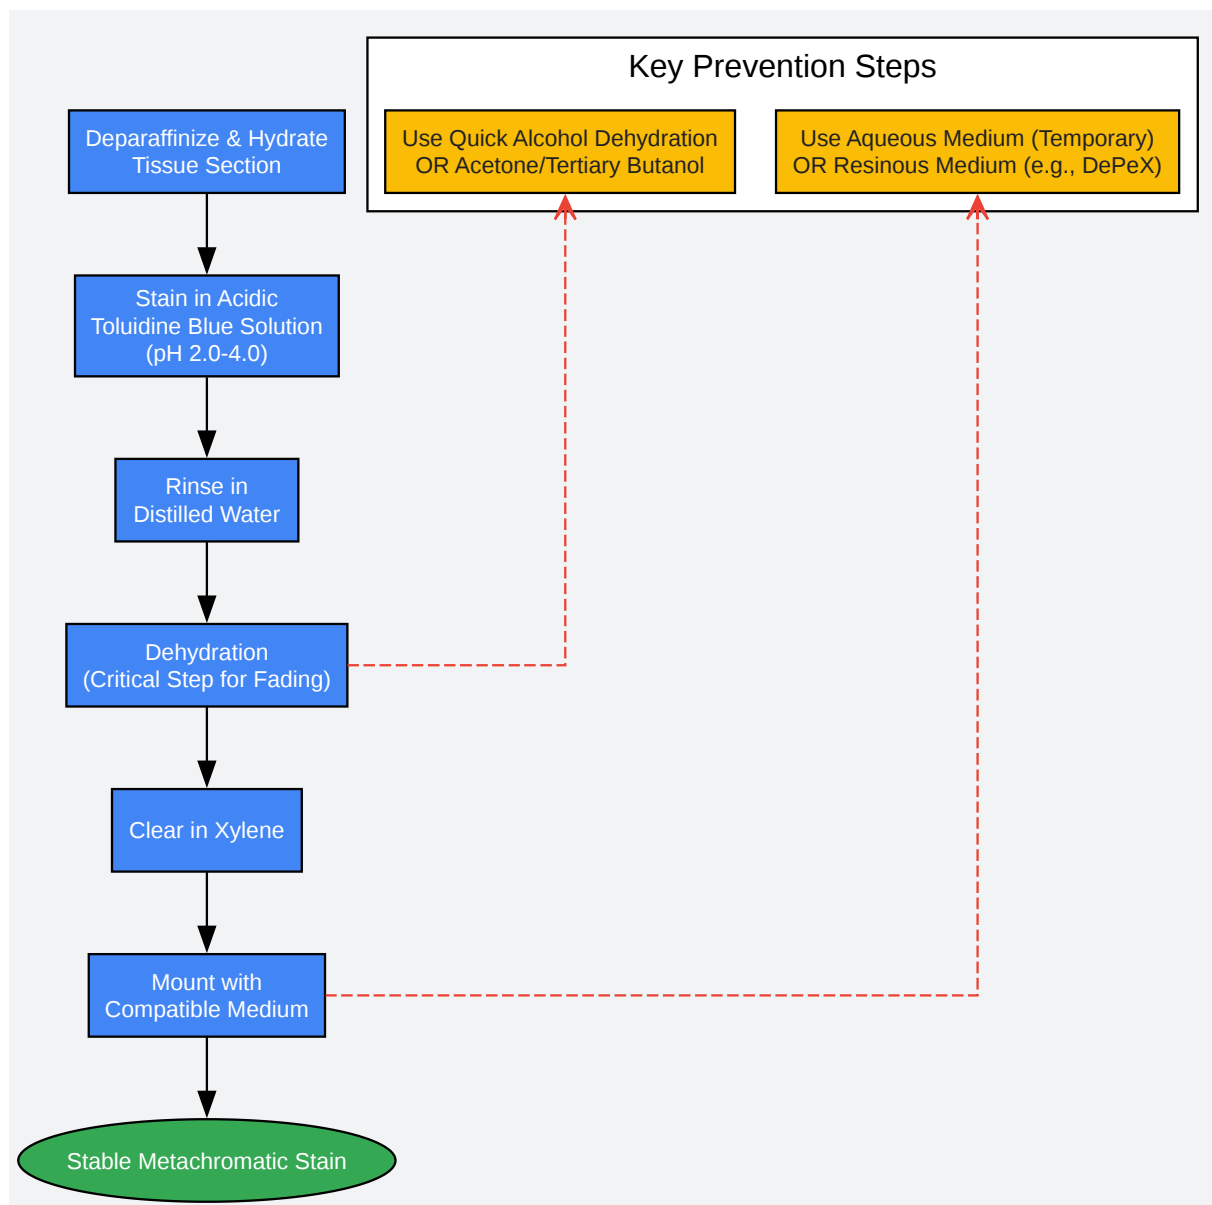 Key Prevention Steps
Deparaffinize & Hydrate
Tissue Section
Use Quick Alcohol Dehydration
OR Acetone/Tertiary Butanol
Use Aqueous Medium (Temporary)
OR Resinous Medium (e.g., DePeX)
Stain in Acidic
Toluidine Blue Solution
(pH 2.0-4.0)
Rinse in
Distilled Water
Dehydration
(Critical Step for Fading)
Clear in Xylene
Mount with
Compatible Medium
Stable Metachromatic Stain